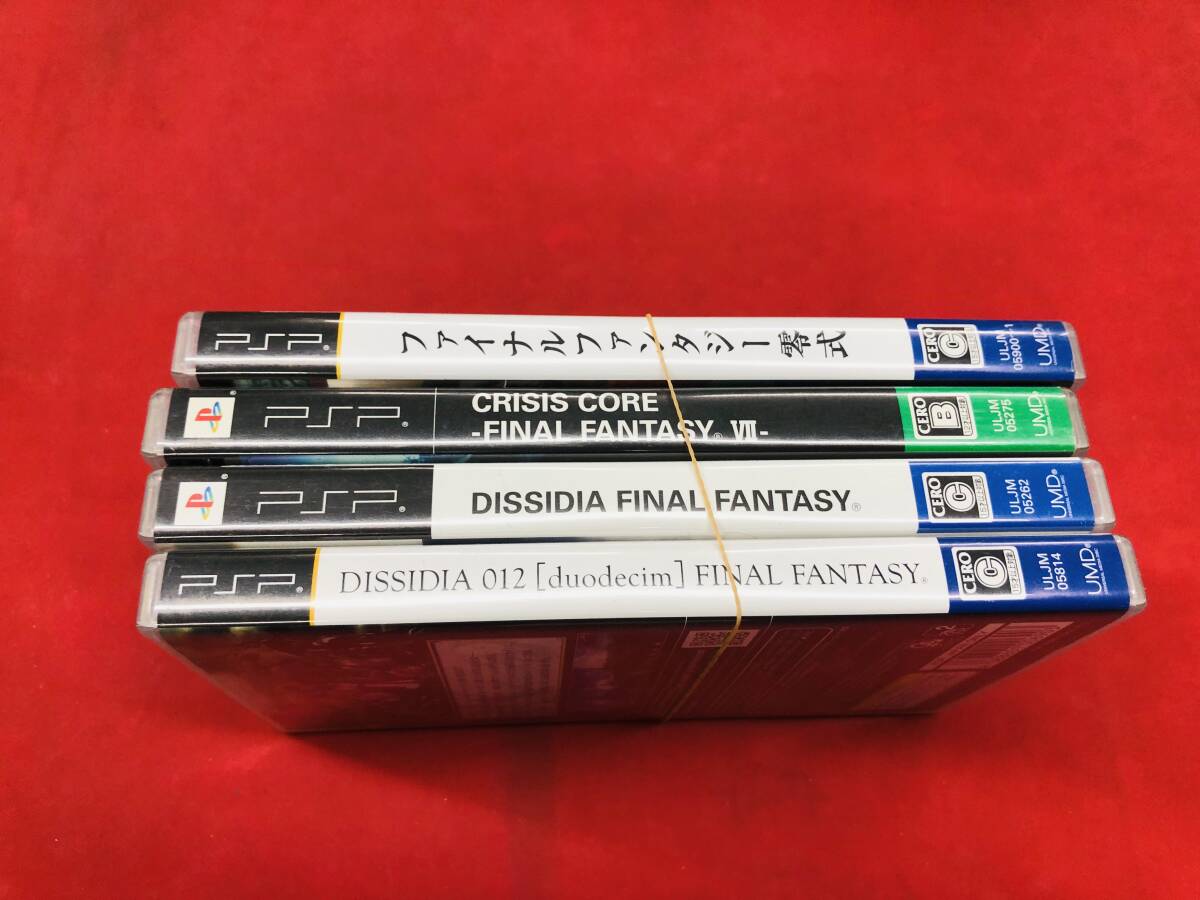 PSP®
ファイナルファンタジー零式
CERO
C
ULJM
05900~1
UMD®
PSP®
CRISIS CORE
-FINAL FANTASY® VII-
CERO
B
ULJM
05275
UMD®
PSP®
DISSIDIA FINAL FANTASY®
CERO
C
ULJM
05262
UMD®
PSP®
DISSIDIA 012 [duodecim] FINAL FANTASY®
CERO
C
ULJM
05814
UMD®